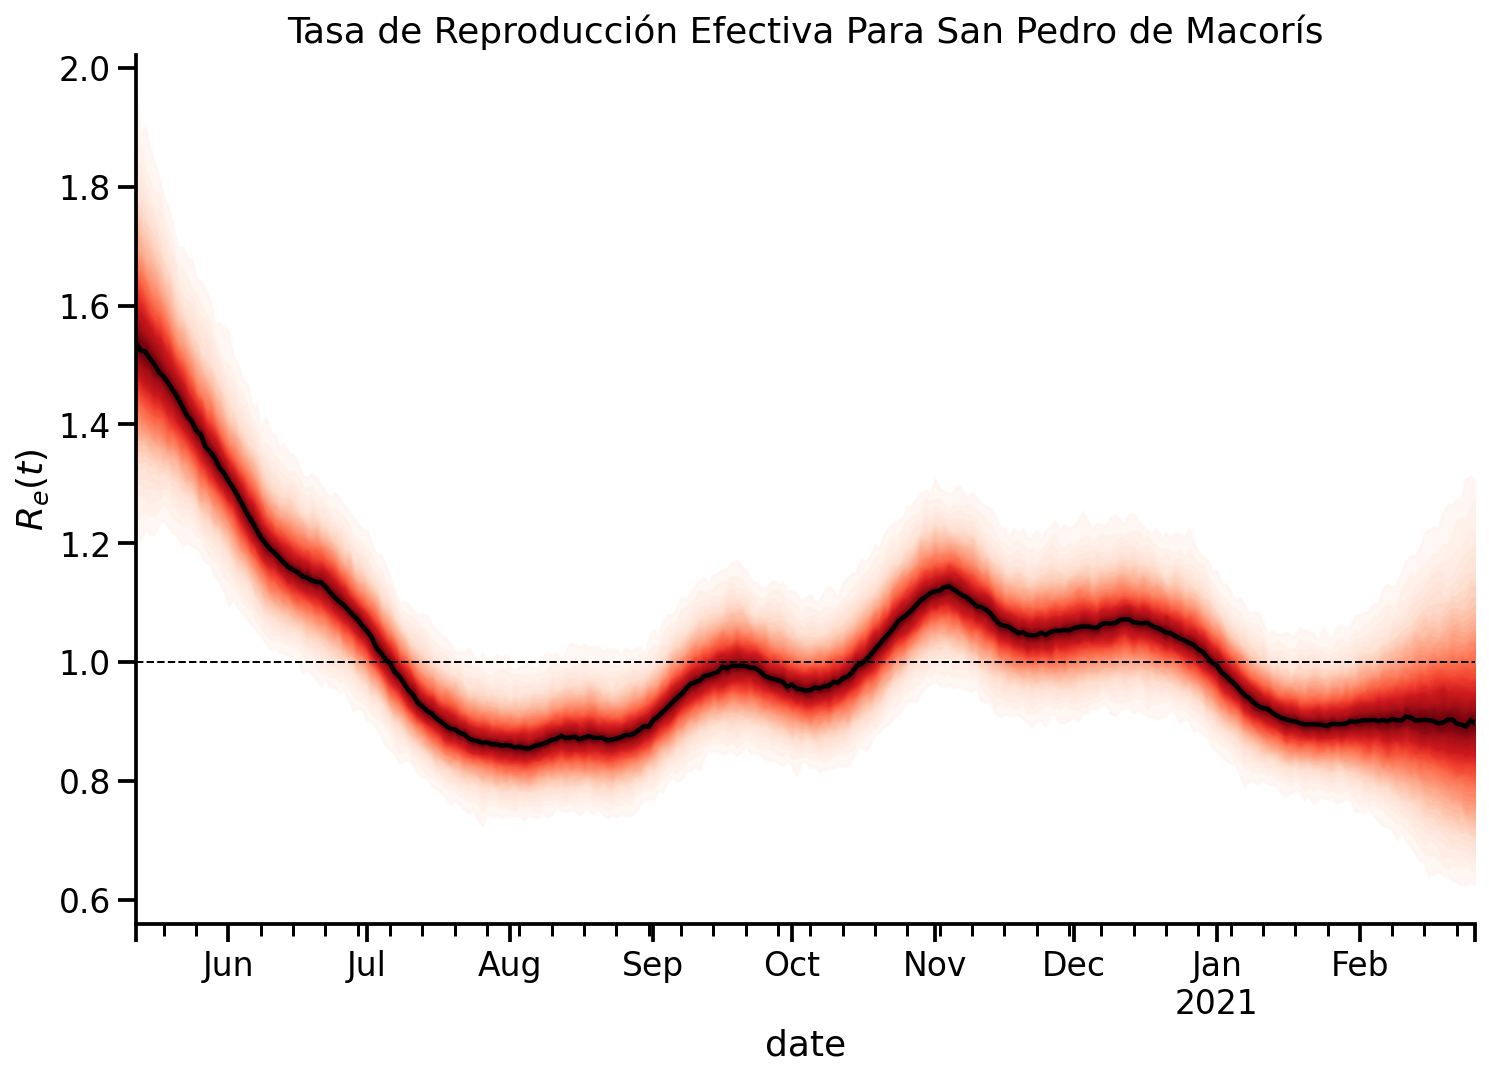 Tasa de Reproducción Efectiva Para San Pedro de Macorís
2.0
1.8
1.6
1.4
1.2
1.0
0.8
0.6
R_e(t)
Jun Jul Aug Sep Oct Nov Dec Jan Feb
2021
date